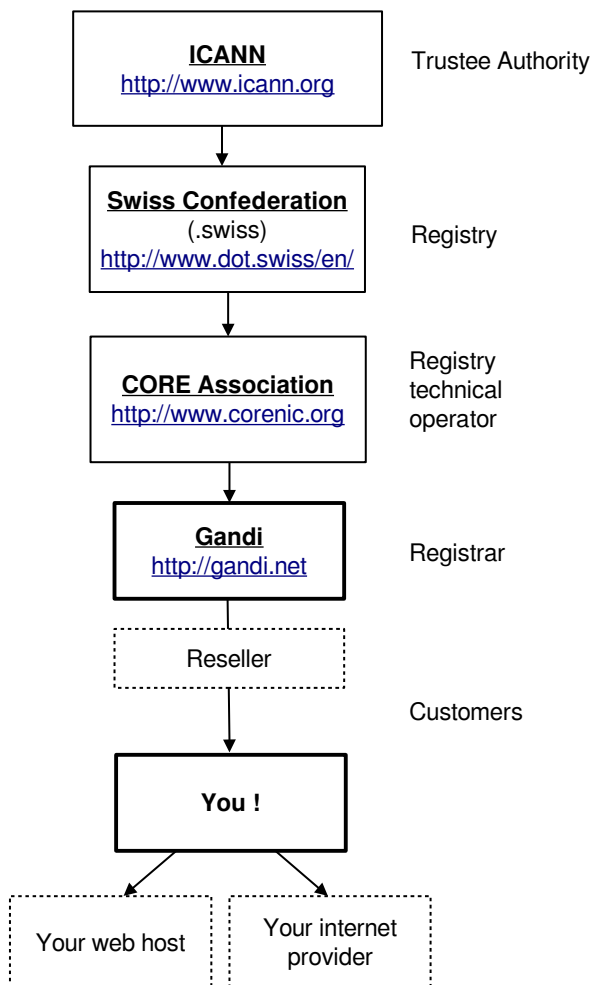 ICANN
http://www.icann.org
Trustee Authority
Swiss Confederation
(.swiss)
http://www.dot.swiss/en/
Registry
CORE Association
http://www.corenic.org
Registry
technical
operator
Gandi
http://gandi.net
Registrar
Reseller
Customers
You !
Your web host
Your internet
provider